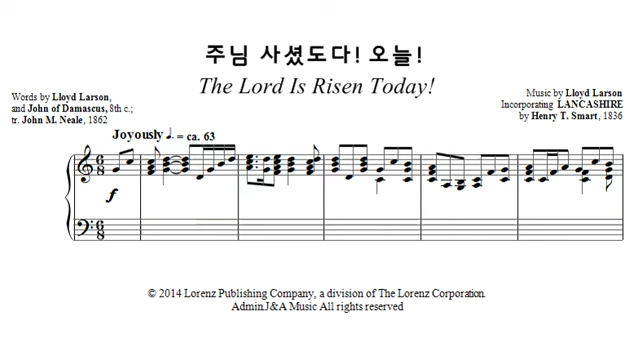 주님 사셨도다! 오늘!
The Lord Is Risen Today!
Words by Lloyd Larson,
and John of Damascus, 8th c.;
tr. John M. Neale, 1862
Music by Lloyd Larson
Incorporating LANCASHIRE
by Henry T. Smart, 1836
Joyously ♩. = ca. 63
f
© 2014 Lorenz Publishing Company, a division of The Lorenz Corporation.
Admin.J&A Music All rights reserved